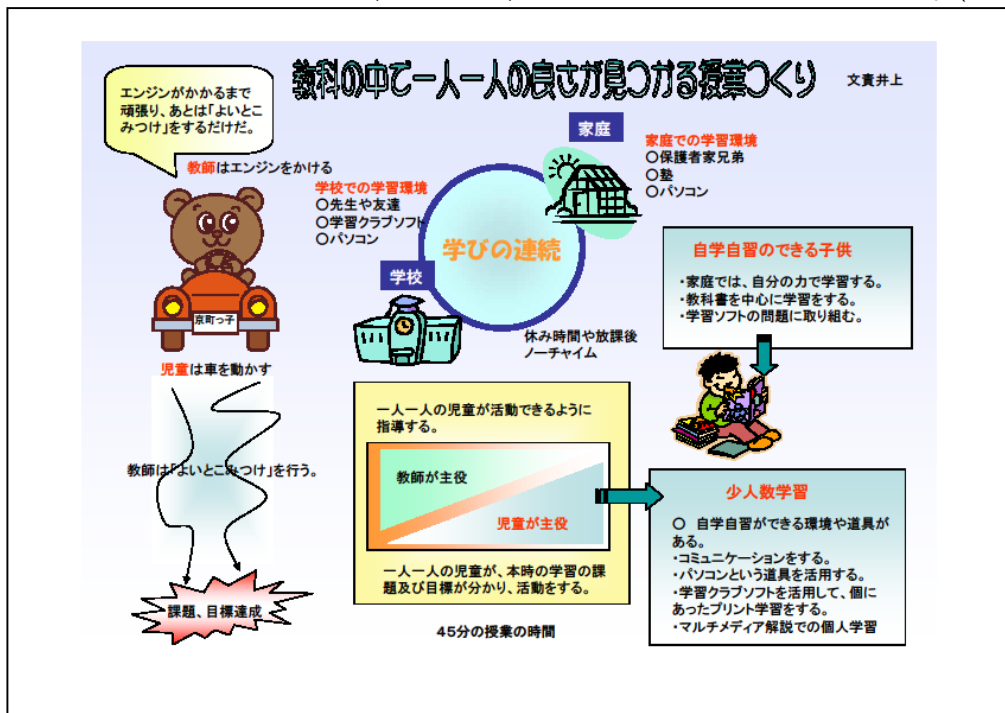 教科の中で一人一人の良さが見つかる授業つくり
文責井上
エンジンがかかるまで
頑張り、あとは「よいとこ
みつけ」をするだけだ。
教師はエンジンをかける
京町っ子
児童は車を動かす
教師は「よいとこみつけ」を行う。
課題、目標達成
家庭
家庭での学習環境
○保護者家兄弟
○塾
○パソコン
学校での学習環境
○先生や友達
○学習クラブソフト
○パソコン
学びの連続
学校
休み時間や放課後
ノーチャイム
自学自習のできる子供
・家庭では、自分の力で学習する。
・教科書を中心に学習をする。
・学習ソフトの問題に取り組む。
一人一人の児童が活動できるように
指導する。
教師が主役
児童が主役
一人一人の児童が、本時の学習の課
題及び目標が分かり、活動をする。
45分の授業の時間
少人数学習
○ 自学自習ができる環境や道具が
ある。
・コミュニケーションをする。
・パソコンという道具を活用する。
・学習クラブソフトを活用して、個に
あったプリント学習をする。
・マルチメディア解説での個人学習